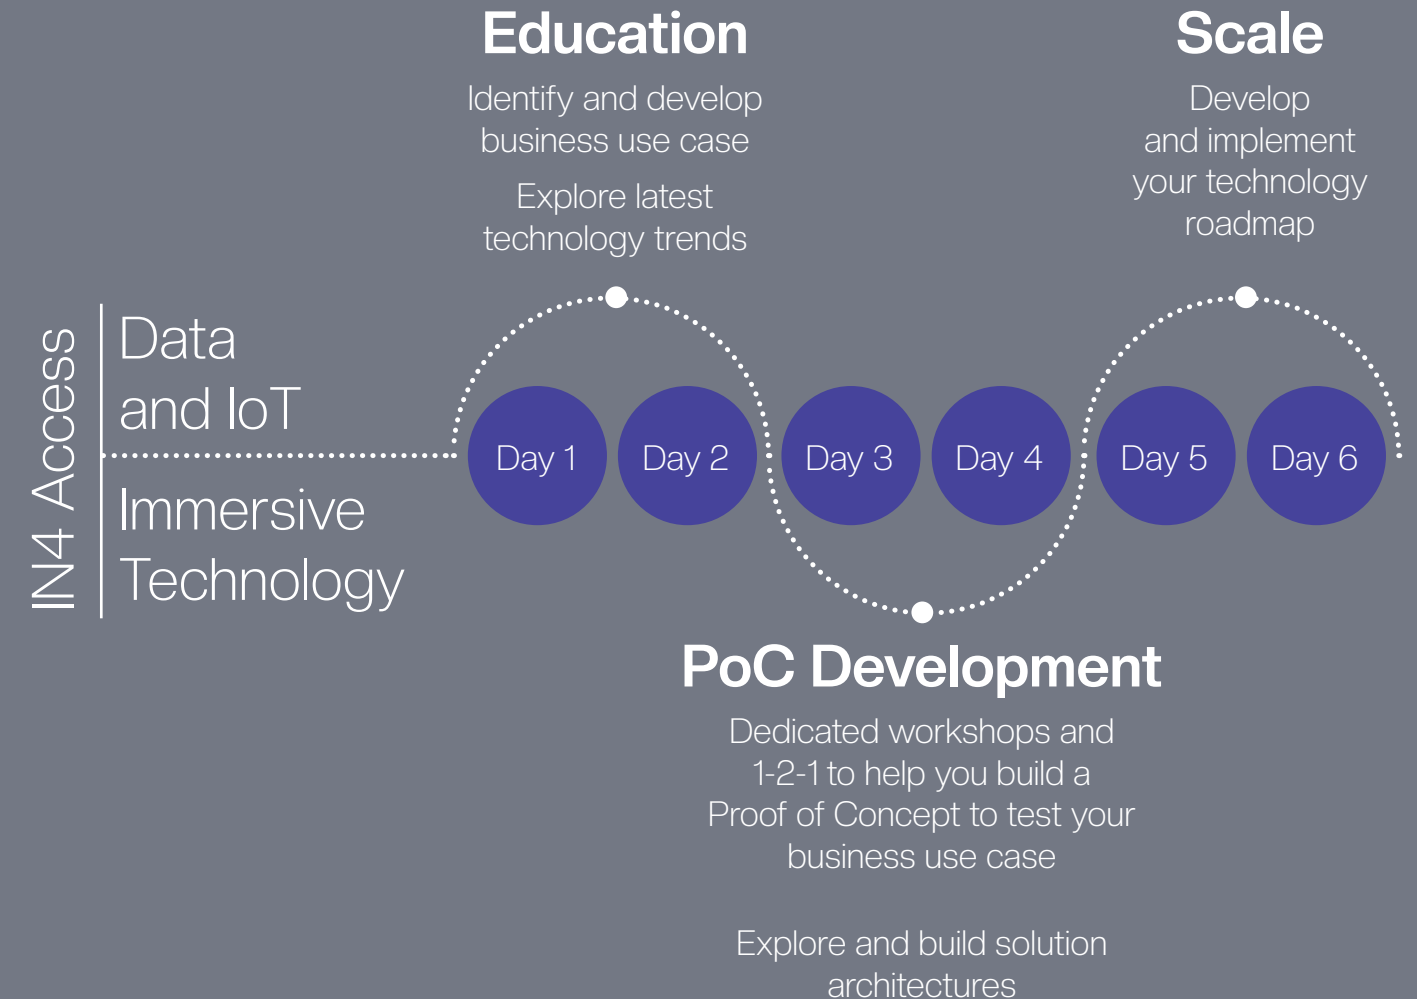 Education
Identify and develop
business use case
Explore latest
technology trends
Scale
Develop
and implement
your technology
roadmap
IN4 Access
Data
and IoT
Immersive
Technology
Day 1
Day 2
Day 3
Day 4
Day 5
Day 6
PoC Development
Dedicated workshops and
1-2-1 to help you build a
Proof of Concept to test your
business use case
Explore and build solution
architectures